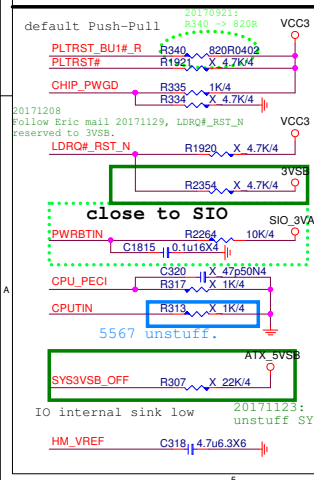 20170921:
default Push-Pull
R340 -> 820R
VCC3
PLTRST_BU1#_R R340 820R0402
PLTRST# R1921 X_4.7K/4
CHIP_PWGD R335 1K/4
R334 X_4.7K/4
20171208
Follow Eric mail 20171129, LDRQ#_RST_N
reserved to 3VSB.
VCC3
LDRQ#_RST_N R1920 X_4.7K/4
3VSB
R2354 X_4.7K/4
close to SIO
SIO_3VA
PWRBTIN R2264 10K/4
C1815 0.1u16X4
CPU_PECI C320 X_47p50N4
R317 X_1K/4
A
CPUTIN R313 X_1K/4
5567 unstuff.
ATX_5VSB
SYS3VSB_OFF R307 X_22K/4
IO internal sink low
20171123:
unstuff SY
HM_VREF C318 4.7u6.3X6